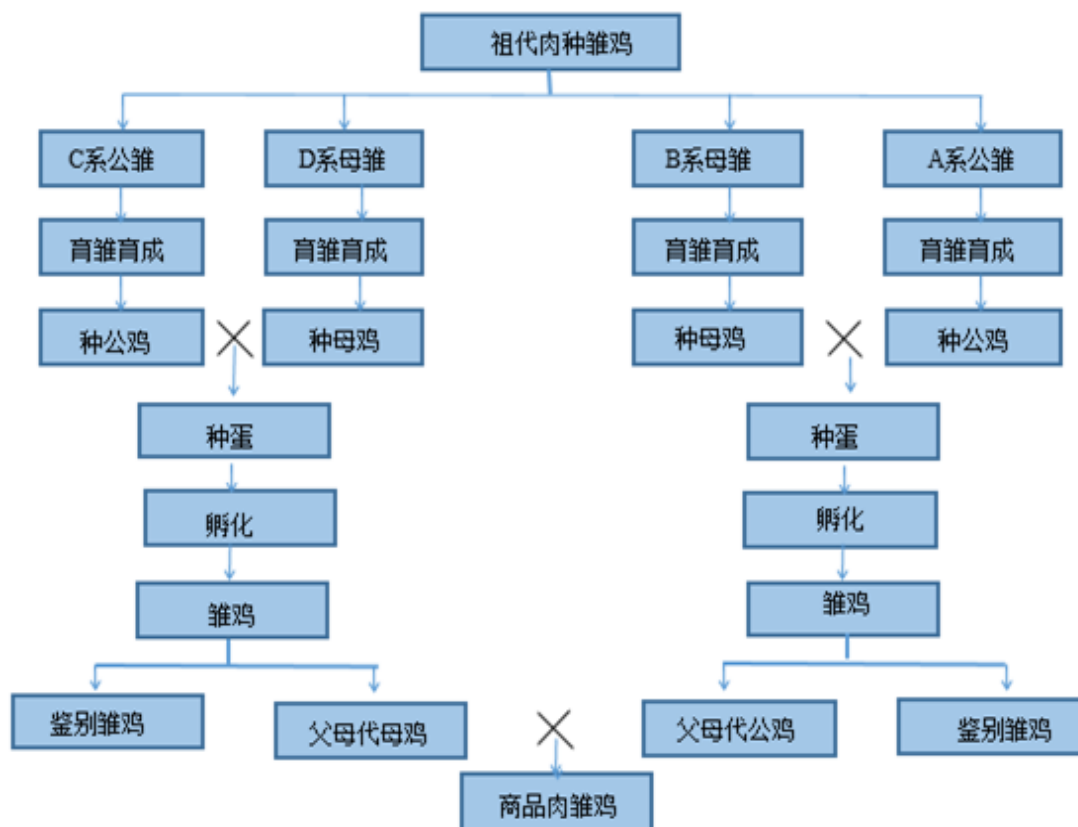 祖代肉种雏鸡
C系公雏
D系母雏
B系母雏
A系公雏
育雏育成
育雏育成
育雏育成
育雏育成
种公鸡
种母鸡
种母鸡
种公鸡
种蛋
种蛋
孵化
孵化
雏鸡
雏鸡
鉴别雏鸡
父母代母鸡
父母代公鸡
鉴别雏鸡
商品肉雏鸡